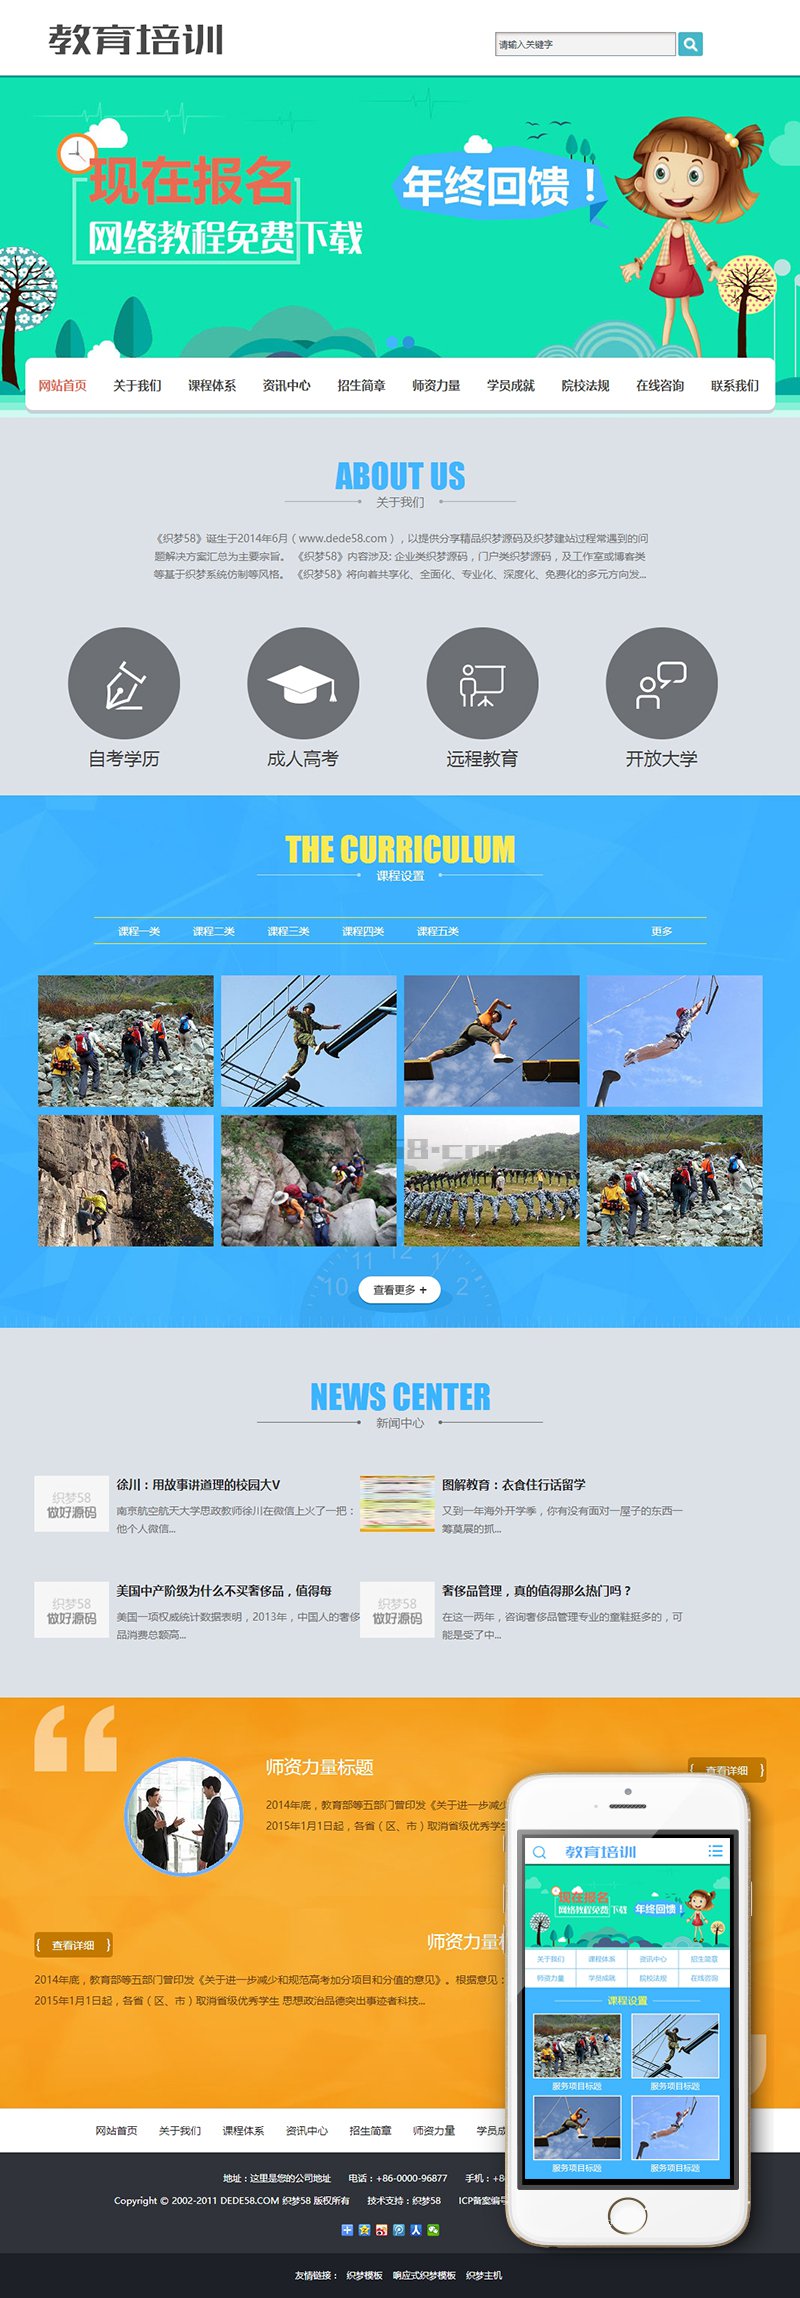 教育培训
请输入关键字
现在报名
网络教程免费下载
年终回馈！
网站首页 关于我们 课程体系 资讯中心 招生简章 师资力量 学员成就 院校法规 在线咨询 联系我们
ABOUT US
关于我们
《织梦58》诞生于2014年6月（www.dede58.com），以提供分享精品织梦源码及织梦建站过程常遇到的问
题解决方案汇总为主要宗旨。 《织梦58》内容涉及: 企业类织梦源码，门户类织梦源码，及工作室或博客类
等基于织梦系统仿制等风格。 《织梦58》将向着共享化、全面化、专业化、深度化、免费化的多元方向发...
自考学历 成人高考 远程教育 开放大学
THE CURRICULUM
课程设置
课程一类 课程二类 课程三类 课程四类 课程五类 更多
58.com
10 11 12 1 2
查看更多 +
NEWS CENTER
新闻中心
织梦58
做好源码
徐川：用故事讲道理的校园大V
南京航空航天大学思政教师徐川在微信上火了一把：
他个人微信...
图解教育：衣食住行话留学
又到一年海外开学季，你有没有面对一屋子的东西一
筹莫展的抓...
织梦58
做好源码
美国中产阶级为什么不买奢侈品，值得每
美国一项权威统计数据表明，2013年，中国人的奢侈
品消费总额高...
织梦58
做好源码
奢侈品管理，真的值得那么热门吗？
在这一两年，咨询奢侈品管理专业的童鞋挺多的，可
能是受了中...
师资力量标题
{ 查看详细 }
2014年底，教育部等五部门曾印发《关于进一步减少
2015年1月1日起，各省（区、市）取消省级优秀学生
{ 查看详细 }
师资力量标
2014年底，教育部等五部门曾印发《关于进一步减少和规范高考加分项目和分值的意见》。根据意见：
2015年1月1日起，各省（区、市）取消省级优秀学生 思想政治品德突出事迹者科技...
教育培训
现在报名
网络教程免费下载
年终回馈！
关于我们 课程体系 资讯中心 招生简章
师资力量 学员成就 院校法规 在线咨询
课程设置
服务项目标题 服务项目标题
服务项目标题 服务项目标题
网站首页 关于我们 课程体系 资讯中心 招生简章 师资力量 学员成
地址：这里是您的公司地址 电话：+86-0000-96877 手机：+8
Copyright © 2002-2011 DEDE58.COM 织梦58 版权所有 技术支持：织梦58 ICP备案编号
友情链接： 织梦模板 响应式织梦模板 织梦主机